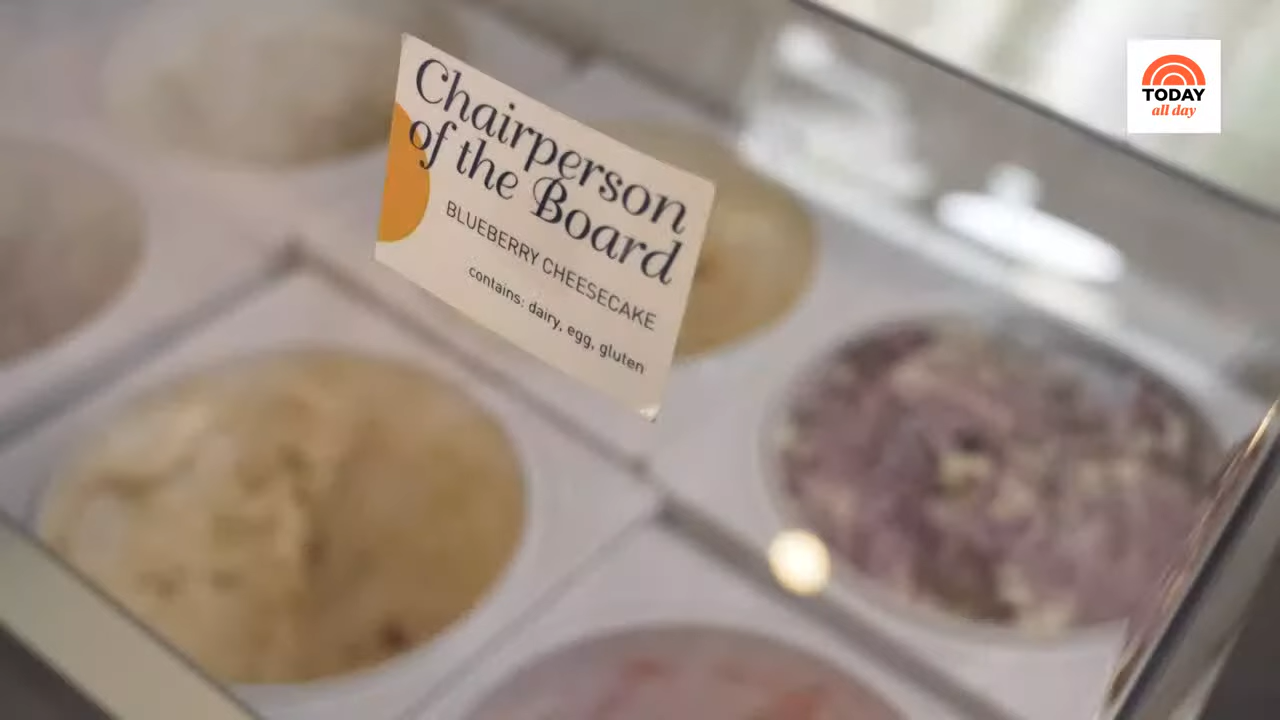 Chairperson
of the Board
BLUEBERRY CHEESECAKE
contains: dairy, egg, gluten
TODAY
all day